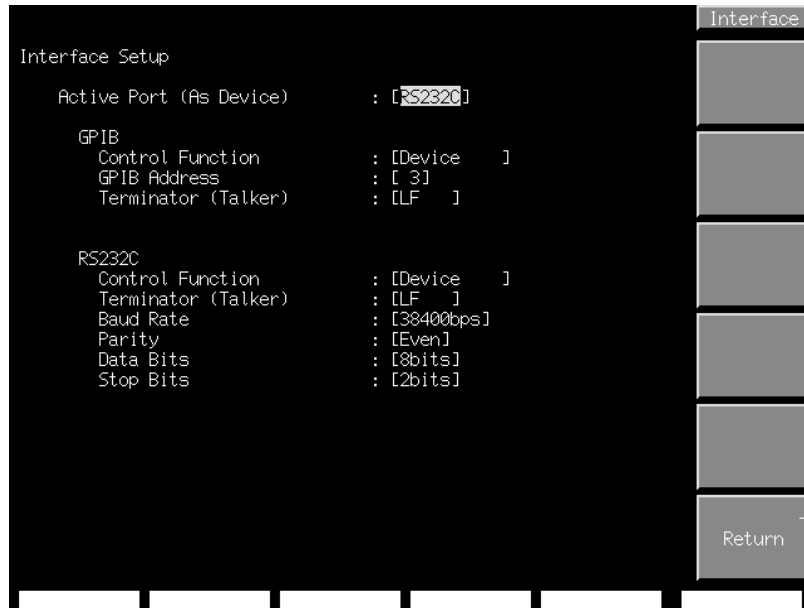 Interface
Interface Setup
Active Port (As Device) : [RS232C]
GPIB
Control Function : [Device ]
GPIB Address : [ 3]
Terminator (Talker) : [LF ]
RS232C
Control Function : [Device ]
Terminator (Talker) : [LF ]
Baud Rate : [38400bps]
Parity : [Even]
Data Bits : [8bits]
Stop Bits : [2bits]
Return